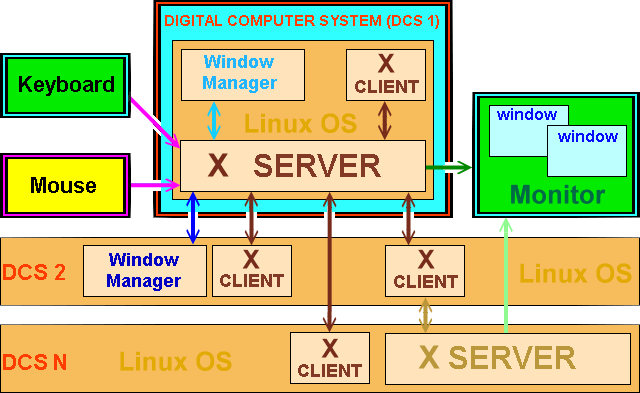 DIGITAL COMPUTER SYSTEM (DCS 1)
Window
Manager
X
CLIENT
Keyboard
Linux OS
window
window
X SERVER
Mouse
Monitor
DCS 2
Window
Manager
X
CLIENT
X
CLIENT
Linux OS
DCS N
Linux OS
X
CLIENT
X SERVER